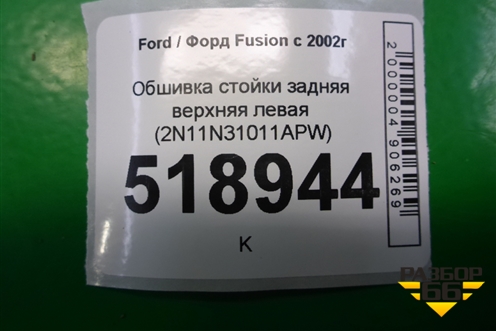 Ford / Форд Fusion с 2002г
Обшивка стойки задняя
верхняя левая
(2N11N31011APW)
518944
К
2000004906269
РАЗБОР
66